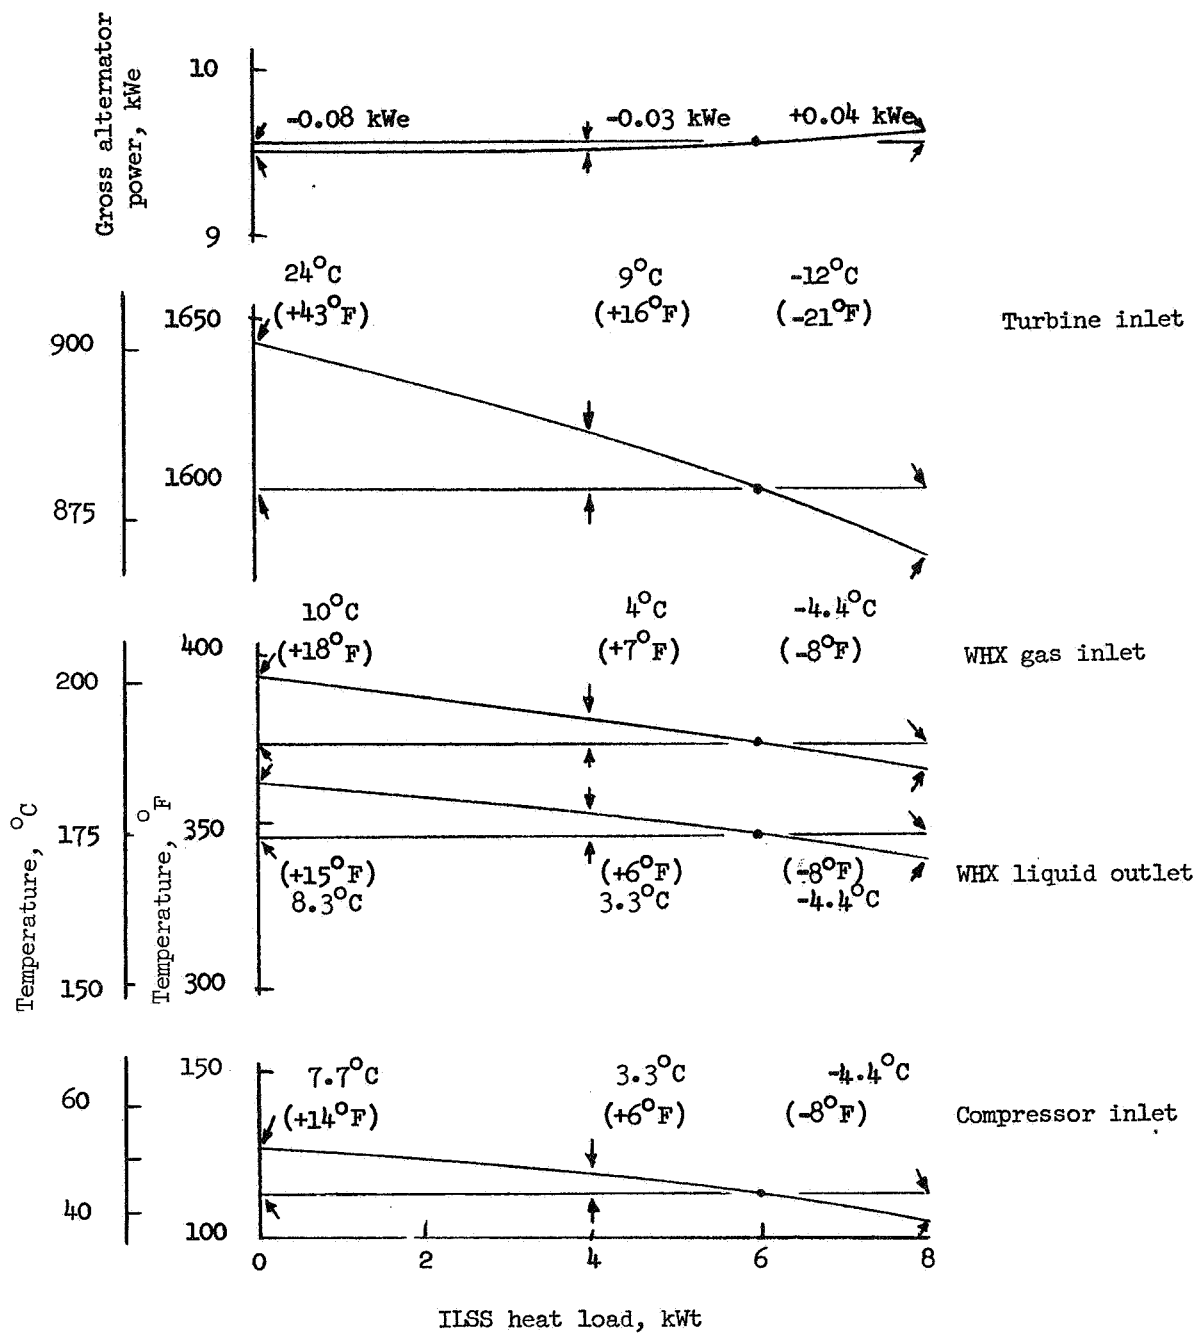 Gross alternator
power, kWe
10
-0.08 kWe
-0.03 kWe
+0.04 kWe
9
24°C
9°C
-12°C
(+43°F)
(+16°F)
(-21°F)
1650
Turbine inlet
900
1600
875
10°C
4°C
-4.4°C
400
(+18°F)
(+7°F)
(-8°F)
WHX gas inlet
200
Temperature, °C
Temperature, °F
175
350
(+15°F)
(+6°F)
(-8°F)
WHX liquid outlet
8.3°C
3.3°C
-4.4°C
150
300
150
7.7°C
3.3°C
-4.4°C
60
(+14°F)
(+6°F)
(-8°F)
Compressor inlet
40
100
0
2
4
6
8
ILSS heat load, kWt